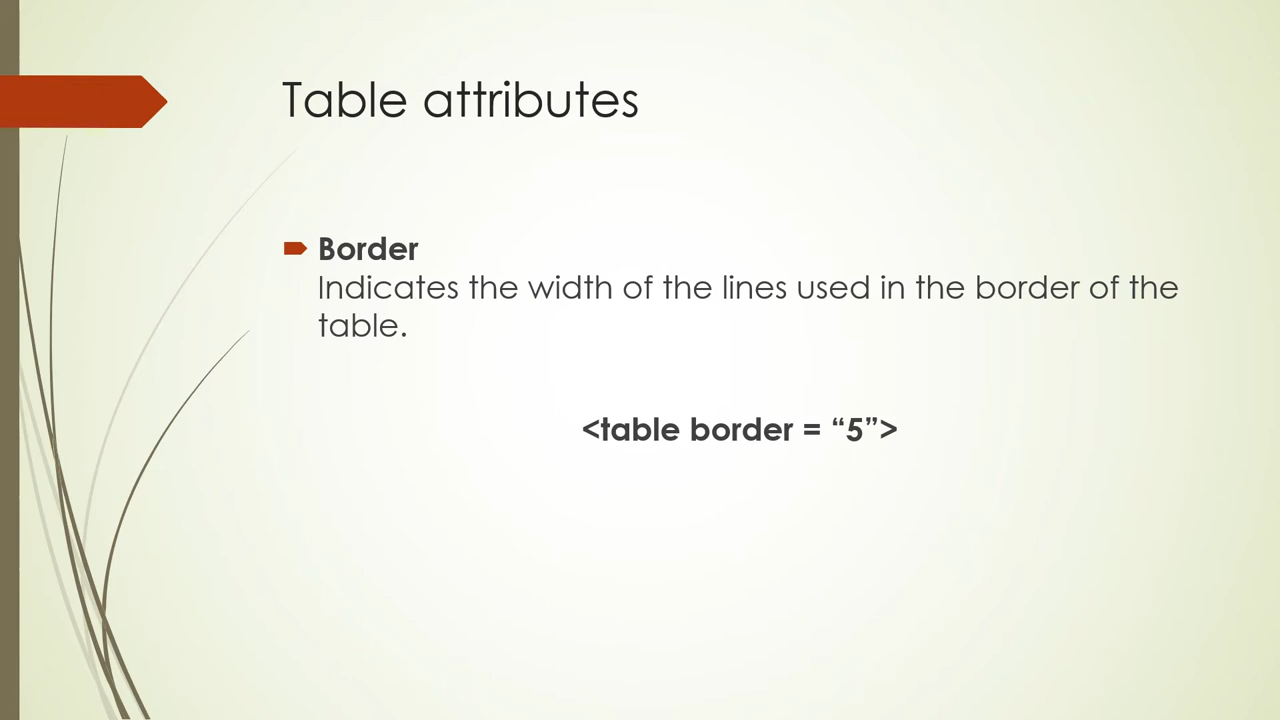 Table attributes
Border
Indicates the width of the lines used in the border of the
table.
<table border = “5”>